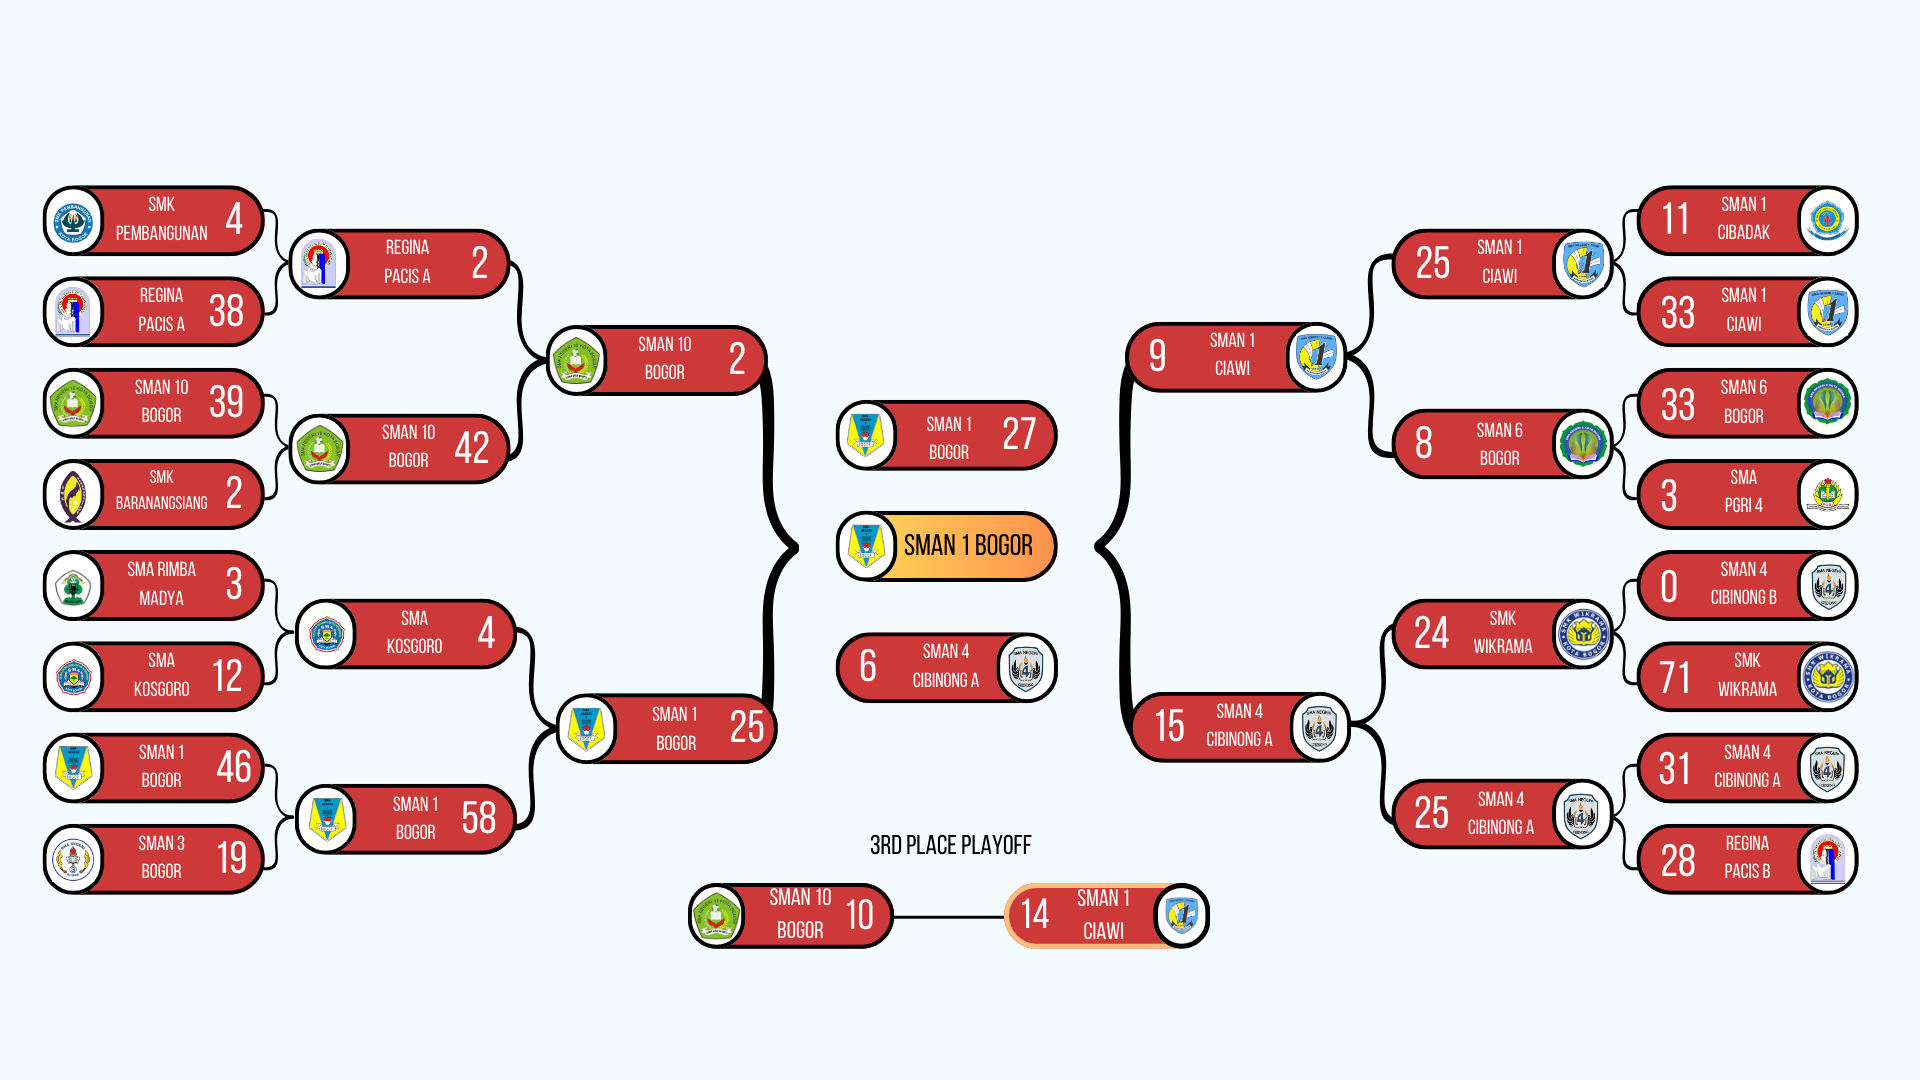 SMK
PEMBANGUNAN
4
REGINA
PACIS A
38
SMAN 10
BOGOR
39
SMK
BARANANGSIANG
2
SMA RIMBA
MADYA
3
SMA
KOSGORO
12
SMAN 1
BOGOR
46
SMAN 3
BOGOR
19
REGINA
PACIS A
2
SMAN 10
BOGOR
42
SMA
KOSGORO
4
SMAN 1
BOGOR
58
SMAN 10
BOGOR
2
SMAN 1
BOGOR
25
SMAN 1
BOGOR
27
SMAN 1 BOGOR
6
SMAN 4
CIBINONG A
9
SMAN 1
CIAWI
15
SMAN 4
CIBINONG A
25
SMAN 1
CIAWI
8
SMAN 6
BOGOR
24
SMK
WIKRAMA
25
SMAN 4
CIBINONG A
11
SMAN 1
CIBADAK
33
SMAN 1
CIAWI
33
SMAN 6
BOGOR
3
SMA
PGRI 4
0
SMAN 4
CIBINONG B
71
SMK
WIKRAMA
31
SMAN 4
CIBINONG A
28
REGINA
PACIS B
3RD PLACE PLAYOFF
SMAN 10
BOGOR
10
14
SMAN 1
CIAWI